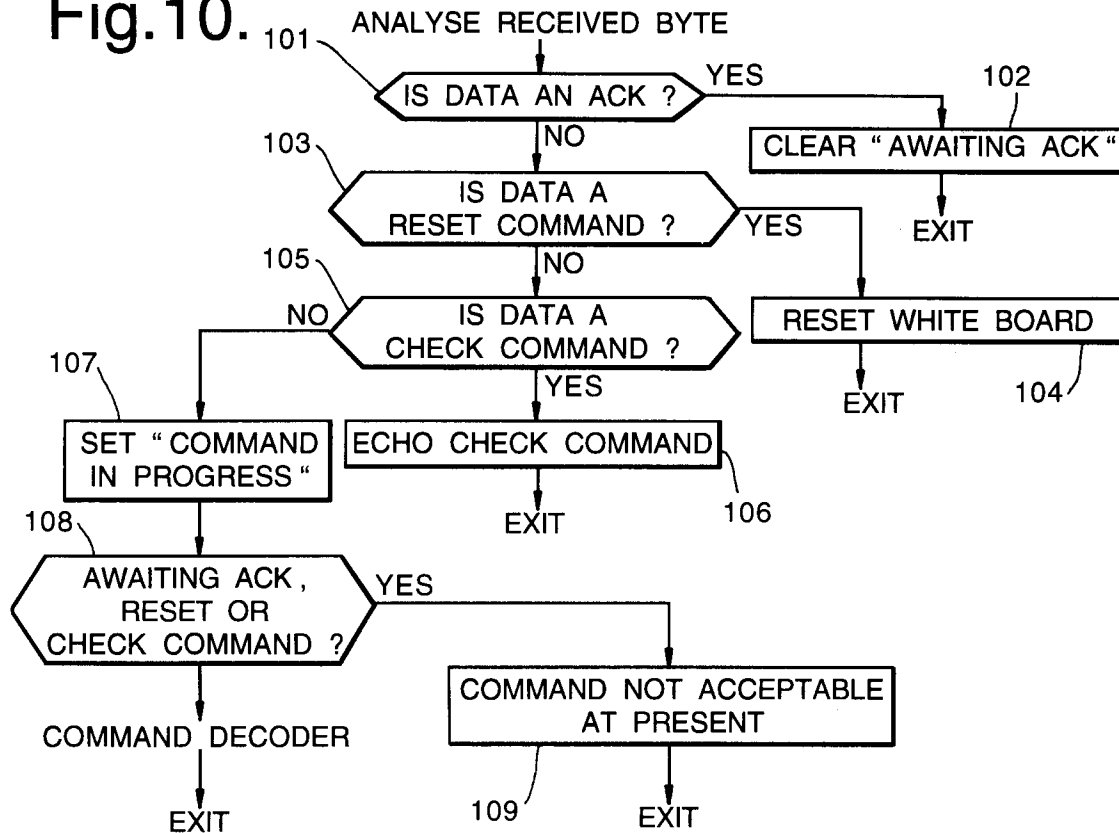 Fig.10.
ANALYSE RECEIVED BYTE
101
IS DATA AN ACK ?
YES
102
CLEAR “ AWAITING ACK “
EXIT
NO
103
IS DATA A
RESET COMMAND ?
YES
NO
RESET WHITE BOARD
104
EXIT
105
IS DATA A
CHECK COMMAND ?
NO
YES
107
SET “ COMMAND
IN PROGRESS “
ECHO CHECK COMMAND
106
EXIT
108
AWAITING ACK ,
RESET OR
CHECK COMMAND ?
YES
COMMAND NOT ACCEPTABLE
AT PRESENT
109
EXIT
COMMAND DECODER
EXIT